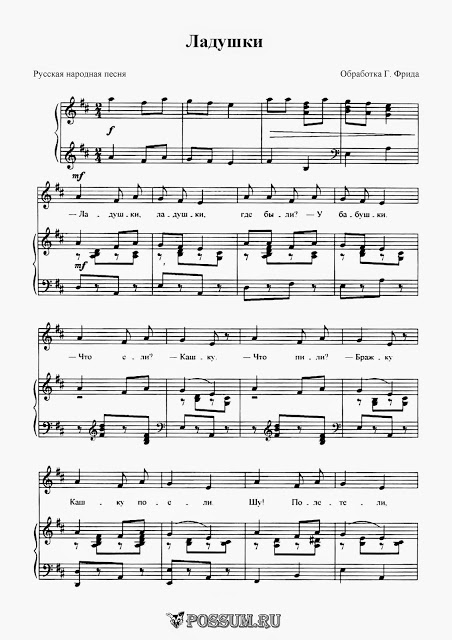 Ладушки
Русская народная песня
Обработка Г. Фрида
f
mf
— Ла - душ - ки, ла - душ - ки, где бы - ли? — У ба - буш - ки.
mf
— Что е - ли? — Каш - ку. — Что пи - ли? — Браж - ку
Каш - ку по - е - ли. Шу! По - ле - те - ли,
POSSUM.RU